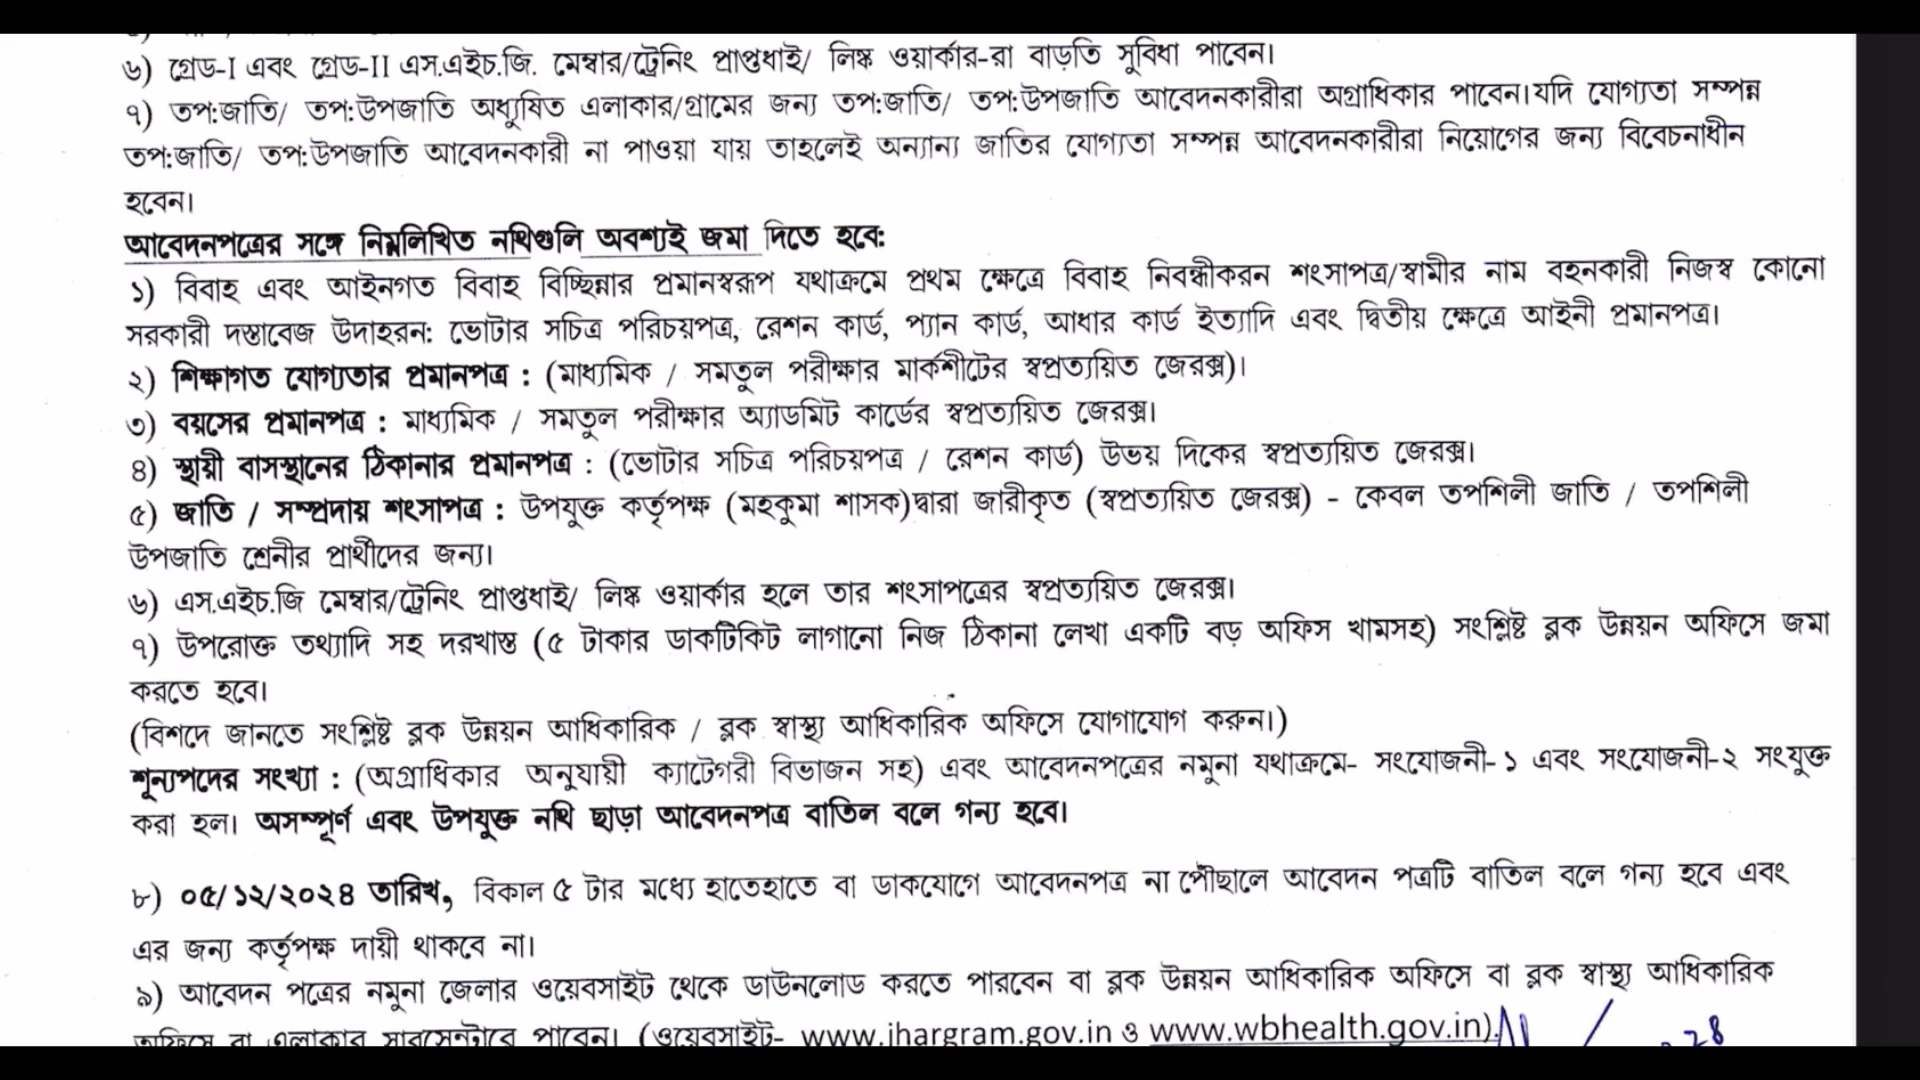 ৬) গ্রেড-I এবং গ্রেড-II এস.এইচ.জি. মেম্বার/ট্রেনিং প্রাপ্তধাই/ লিঙ্ক ওয়ার্কার-রা বাড়তি সুবিধা পাবেন।
৭) তপ:জাতি/ তপ:উপজাতি অধ্যুষিত এলাকার/গ্রামের জন্য তপ:জাতি/ তপ:উপজাতি আবেদনকারীরা অগ্রাধিকার পাবেন।যদি যোগ্যতা সম্পন্ন
তপ:জাতি/ তপ:উপজাতি আবেদনকারী না পাওয়া যায় তাহলেই অন্যান্য জাতির যোগ্যতা সম্পন্ন আবেদনকারীরা নিয়োগের জন্য বিবেচনাধীন
হবেন।
আবেদনপত্রের সঙ্গে নিম্নলিখিত নথিগুলি অবশ্যই জমা দিতে হবে:
১) বিবাহ এবং আইনগত বিবাহ বিচ্ছিন্নার প্রমানস্বরূপ যথাক্রমে প্রথম ক্ষেত্রে বিবাহ নিবন্ধীকরন শংসাপত্র/স্বামীর নাম বহনকারী নিজস্ব কোনো
সরকারী দস্তাবেজ উদাহরন: ভোটার সচিত্র পরিচয়পত্র, রেশন কার্ড, প্যান কার্ড, আধার কার্ড ইত্যাদি এবং দ্বিতীয় ক্ষেত্রে আইনী প্রমানপত্র।
২) শিক্ষাগত যোগ্যতার প্রমানপত্র : (মাধ্যমিক / সমতুল পরীক্ষার মার্কশীটের স্বপ্রত্যয়িত জেরক্স)।
৩) বয়সের প্রমানপত্র : মাধ্যমিক / সমতুল পরীক্ষার অ্যাডমিট কার্ডের স্বপ্রত্যয়িত জেরক্স।
৪) স্থায়ী বাসস্থানের ঠিকানার প্রমানপত্র : (ভোটার সচিত্র পরিচয়পত্র / রেশন কার্ড) উভয় দিকের স্বপ্রত্যয়িত জেরক্স।
৫) জাতি / সম্প্রদায় শংসাপত্র : উপযুক্ত কর্তৃপক্ষ (মহকুমা শাসক)দ্বারা জারীকৃত (স্বপ্রত্যয়িত জেরক্স) - কেবল তপশিলী জাতি / তপশিলী
উপজাতি শ্রেনীর প্রার্থীদের জন্য।
৬) এস.এইচ.জি মেম্বার/ট্রেনিং প্রাপ্তধাই/ লিঙ্ক ওয়ার্কার হলে তার শংসাপত্রের স্বপ্রত্যয়িত জেরক্স।
৭) উপরোক্ত তথ্যাদি সহ দরখাস্ত (৫ টাকার ডাকটিকিট লাগানো নিজ ঠিকানা লেখা একটি বড় অফিস খামসহ) সংশ্লিষ্ট ব্লক উন্নয়ন অফিসে জমা
করতে হবে।
(বিশদে জানতে সংশ্লিষ্ট ব্লক উন্নয়ন আধিকারিক / ব্লক স্বাস্থ্য আধিকারিক অফিসে যোগাযোগ করুন।)
শূন্যপদের সংখ্যা : (অগ্রাধিকার অনুযায়ী ক্যাটেগরী বিভাজন সহ) এবং আবেদনপত্রের নমুনা যথাক্রমে- সংযোজনী- ১ এবং সংযোজনী-২ সংযুক্ত
করা হল। অসম্পূর্ণ এবং উপযুক্ত নথি ছাড়া আবেদনপত্র বাতিল বলে গন্য হবে।
৮) ০৫/১২/২০২৪ তারিখ, বিকাল ৫ টার মধ্যে হাতেহাতে বা ডাকযোগে আবেদনপত্র না পৌঁছালে আবেদন পত্রটি বাতিল বলে গন্য হবে এবং
এর জন্য কর্তৃপক্ষ দায়ী থাকবে না।
৯) আবেদন পত্রের নমুনা জেলার ওয়েবসাইট থেকে ডাউনলোড করতে পারবেন বা ব্লক উন্নয়ন আধিকারিক অফিসে বা ব্লক স্বাস্থ্য আধিকারিক
অফিসে বা এলাকার সাবসেন্টারে পাবেন। (ওয়েবসাইট- www.jhargram.gov.in ও www.wbhealth.gov.in).